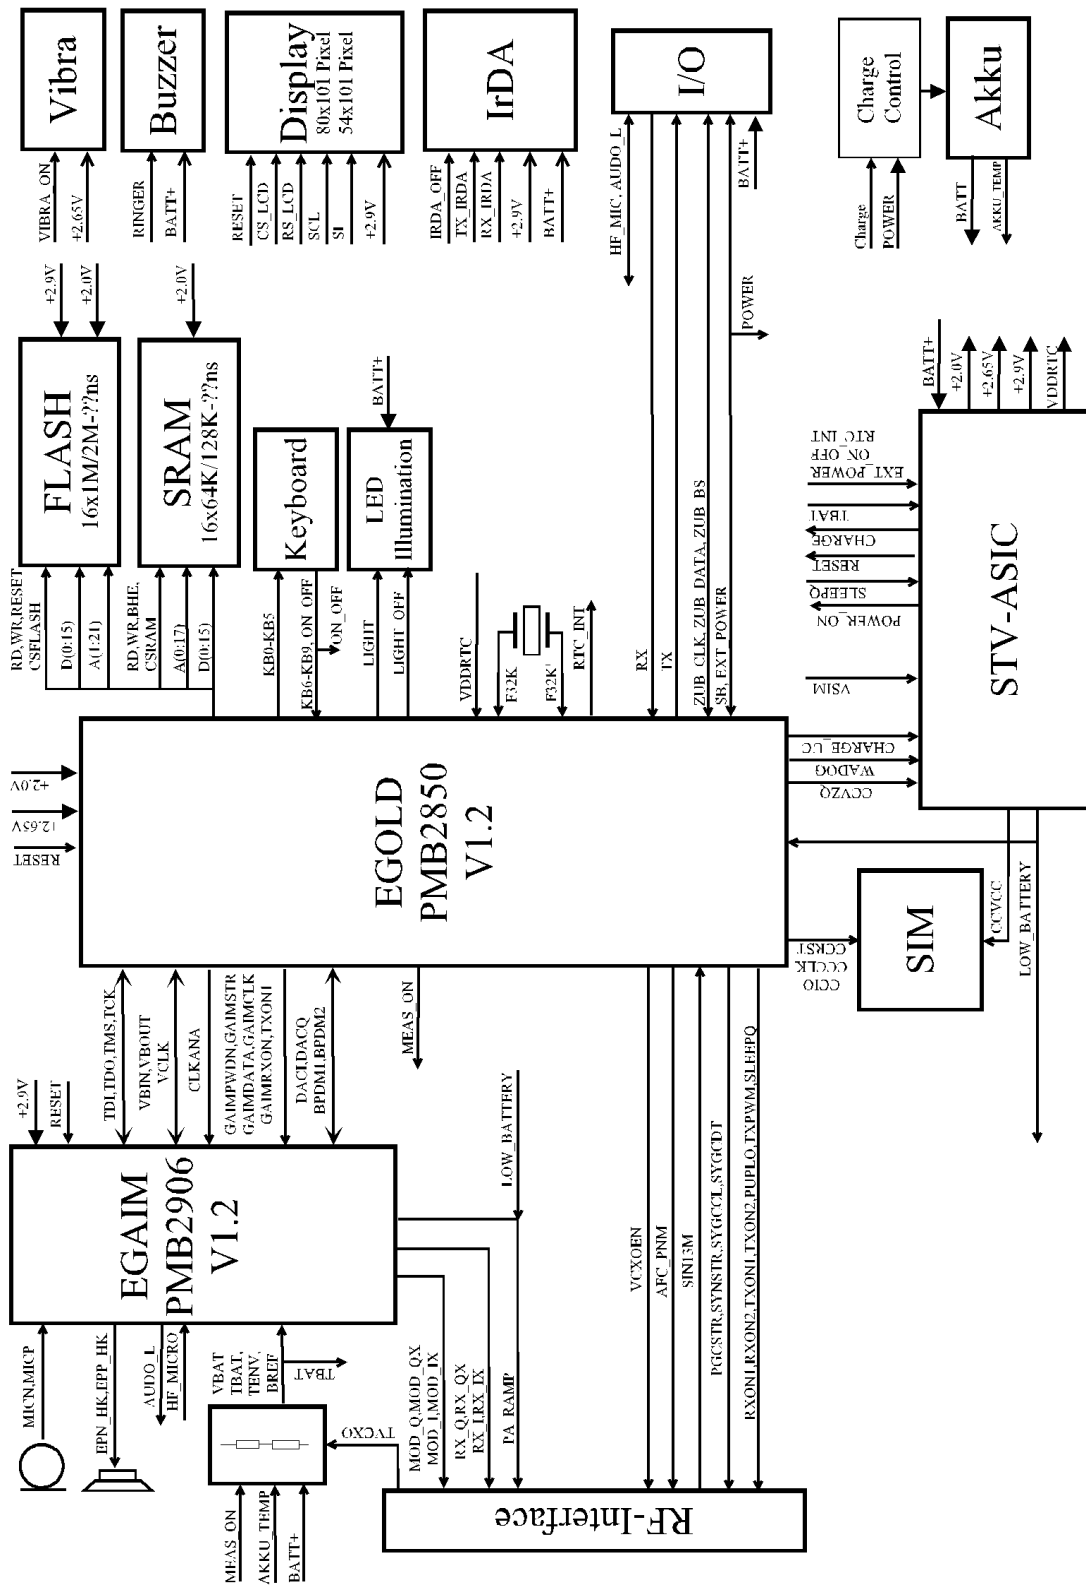 Vibra
VIBRA_ON
+2.65V
Buzzer
RINGER
BATT+
Display
80x101 Pixel
54x101 Pixel
RESET
CS_LCD
RS_LCD
SCL
SI
+2.9V
IrDA
IRDA_OFF
TX_IRDA
RX_IRDA
+2.9V
BATT+
I/O
HF_MIC, AUDO_L
BATT+
POWER
Charge
Control
Charge
POWER
Akku
BATT
AKKU_TEMP
FLASH
16x1M/2M-??ns
+2.9V
+2.0V
RD,WR,RESET
CSFLASH
D(0:15)
A(1:21)
SRAM
16x64K/128K-??ns
+2.0V
RD,WR,BHE,
CSRAM
A(0:17)
D(0:15)
Keyboard
KB0-KB5
KB6-KB9, ON_OFF
ON_OFF
LED
Illumination
BATT+
LIGHT
LIGHT_OFF
VDDRTC
F32K
F32K'
RTC_INT
RX
TX
ZUB_CLK, ZUB_DATA, ZUB_BS
SB, EXT_POWER
STV-ASIC
BATT+
+2.0V
+2.65V
+2.9V
VDDRTC
RTC_INT
ON_OFF
EXT_POWER
TBAT
CHARGE
RESET
SLEEPQ
POWER_ON
VSIM
CHARGE_UC
WADOG
CCVZQ
EGOLD
PMB2850
V1.2
+2.0V
+2.65V
RESET
SIM
CCRST
CCCLK
CCIO
CCVCC
LOW_BATTERY
TDI,TDO,TMS,TCK
VBIN,VBOUT
VCLK
CLKANA
GAIMPWDN,GAIMSTR
GAIMDATA,GAIMCLK
GAIMRXON,TXON1
DACI,DACQ
BPDM1,BPDM2
MEAS_ON
LOW_BATTERY
EGAIM
PMB2906
V1.2
+2.9V
RESET
MICN,MICP
EPN_HK,EPP_HK
AUDO_L
HF_MICRO
VBAT
TBAT,
TENV,
BREF
TBAT
MEAS_ON
AKKU_TEMP
BATT+
TVCXO
MOD_Q,MOD_QX
MOD_I,MOD_IX
RX_Q,RX_QX
RX_I,RX_IX
PA_RAMP
VCXOEN
AFC_PNM
SIN13M
PGCSTR,SYNSTR,SYGCCL,SYGCDT
RXON1,RXON2,TXON1,TXON2,PUPLO,TXPWM,SLEEPQ
RF-Interface